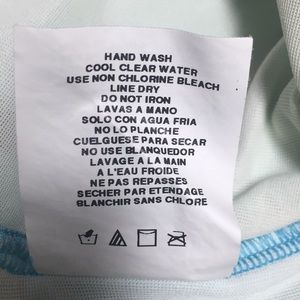 HAND WASH
COOL CLEAR WATER
USE NON CHLORINE BLEACH
LINE DRY
DO NOT IRON
LAVAS A MANO
SOLO CON AGUA FRIA
NO LO PLANCHE
CUELGUESE PARA SECAR
NO USE BLANQUEDOR
LAVAGE A LA MAIN
A L'EAU FROIDE
NE PAS REPASSES
SECHER PAR ETENDAGE
BLANCHIR SANS CHLORE